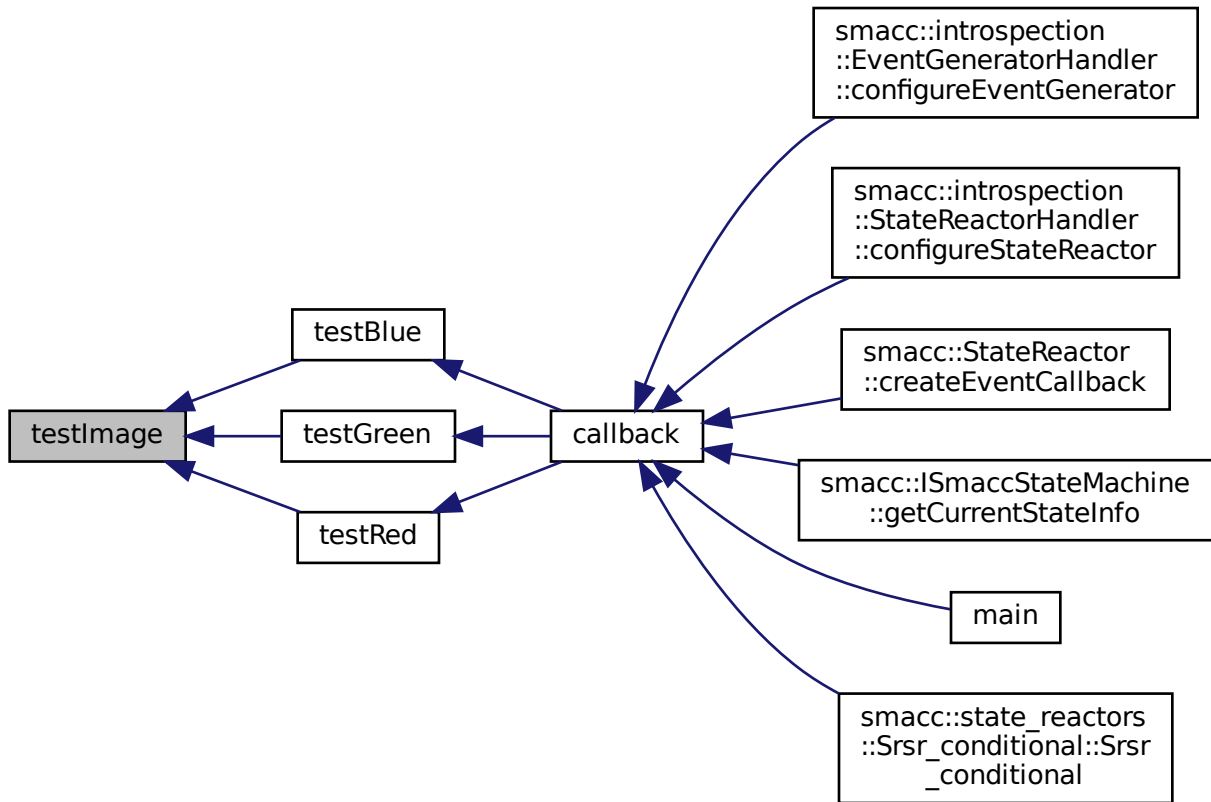 smacc::introspection
::EventGeneratorHandler
::configureEventGenerator
smacc::introspection
::StateReactorHandler
::configureStateReactor
testBlue
smacc::StateReactor
::createEventCallback
testImage
testGreen
callback
smacc::ISmaccStateMachine
::getCurrentStateInfo
testRed
main
smacc::state_reactors
::Srsr_conditional::Srsr
_conditional